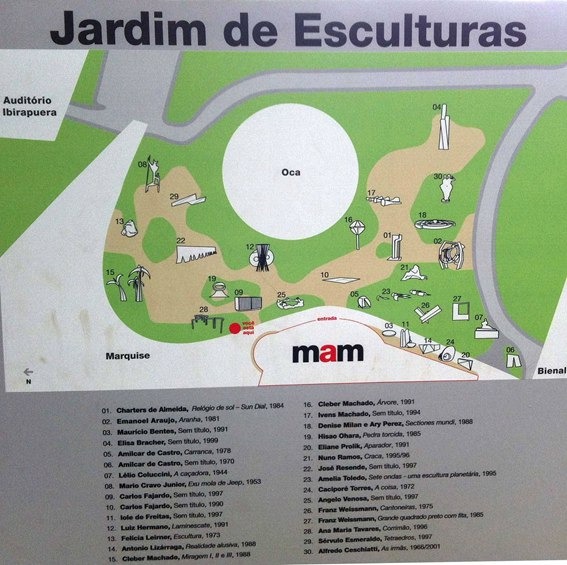 Jardim de Esculturas
Auditório
Ibirapuera
Oca
Marquise
N
você
está
aqui
entrada
mam
Bienal
04
08
30
29
17
13
16
18
01
02
22
12
15
21
19
10
09
25
05
23
26
27
28
03
11
14
24
20
07
06
01. Charters de Almeida, Relógio de sol – Sun Dial, 1984
02. Emanoel Araujo, Aranha, 1981
03. Maurício Bentes, Sem título, 1991
04. Elisa Bracher, Sem título, 1999
05. Amilcar de Castro, Carranca, 1978
06. Amilcar de Castro, Sem título, 1970
07. Lélio Coluccini, A caçadora, 1944
08. Mario Cravo Junior, Exu mola de Jeep, 1953
09. Carlos Fajardo, Sem título, 1997
10. Carlos Fajardo, Sem título, 1990
11. Iole de Freitas, Sem título, 1997
12. Luiz Hermano, Laminescate, 1991
13. Felícia Leirner, Escultura, 1973
14. Antonio Lizárraga, Realidade alusiva, 1988
15. Cleber Machado, Miragem I, II e III, 1988
16. Cleber Machado, Árvore, 1991
17. Ivens Machado, Sem título, 1994
18. Denise Milan e Ary Perez, Sectiones mundi, 1988
19. Hisao Ohara, Pedra torcida, 1985
20. Eliane Prolik, Aparador, 1991
21. Nuno Ramos, Craca, 1995/96
22. José Resende, Sem título, 1997
23. Amelia Toledo, Sete ondas - uma escultura planetária, 1995
24. Caciporé Torres, A coisa, 1972
25. Angelo Venosa, Sem título, 1997
26. Franz Weissmann, Cantoneiras, 1975
27. Franz Weissmann, Grande quadrado preto com fita, 1985
28. Ana Maria Tavares, Corrimão, 1996
29. Sérvulo Esmeraldo, Tetraedros, 1997
30. Alfredo Ceschiatti, As irmãs, 1966/2001